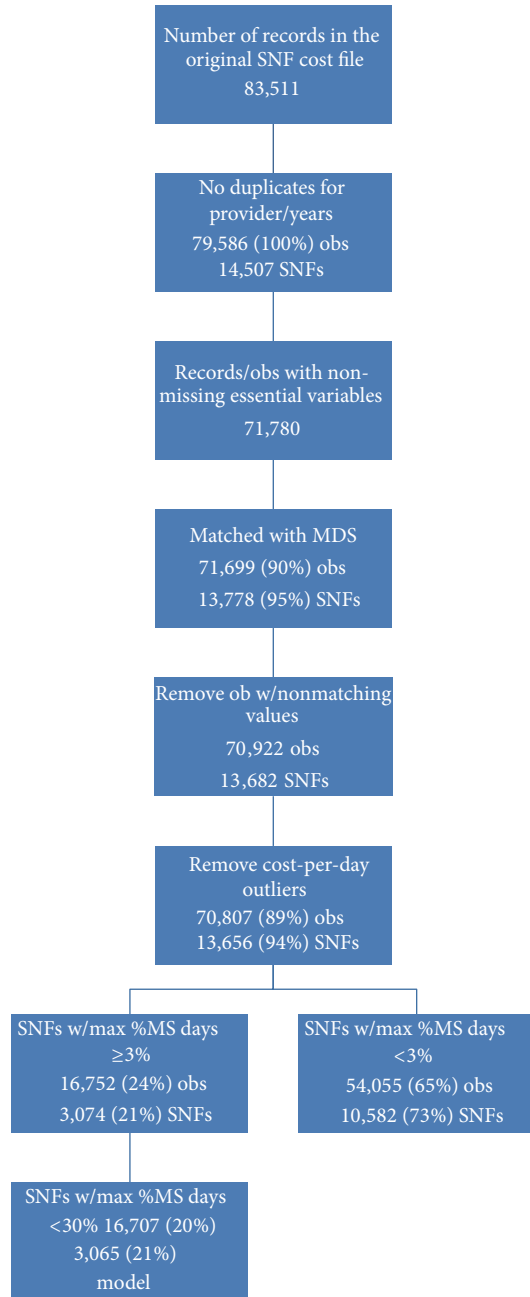 Number of records in the
original SNF cost file
83,511
No duplicates for
provider/years
79,586 (100%) obs
14,507 SNFs
Records/obs with non-
missing essential variables
71,780
Matched with MDS
71,699 (90%) obs
13,778 (95%) SNFs
Remove ob w/nonmatching
values
70,922 obs
13,682 SNFs
Remove cost-per-day
outliers
70,807 (89%) obs
13,656 (94%) SNFs
SNFs w/max %MS days
≥3%
16,752 (24%) obs
3,074 (21%) SNFs
SNFs w/max %MS days
<3%
54,055 (65%) obs
10,582 (73%) SNFs
SNFs w/max %MS days
<30% 16,707 (20%)
3,065 (21%)
model